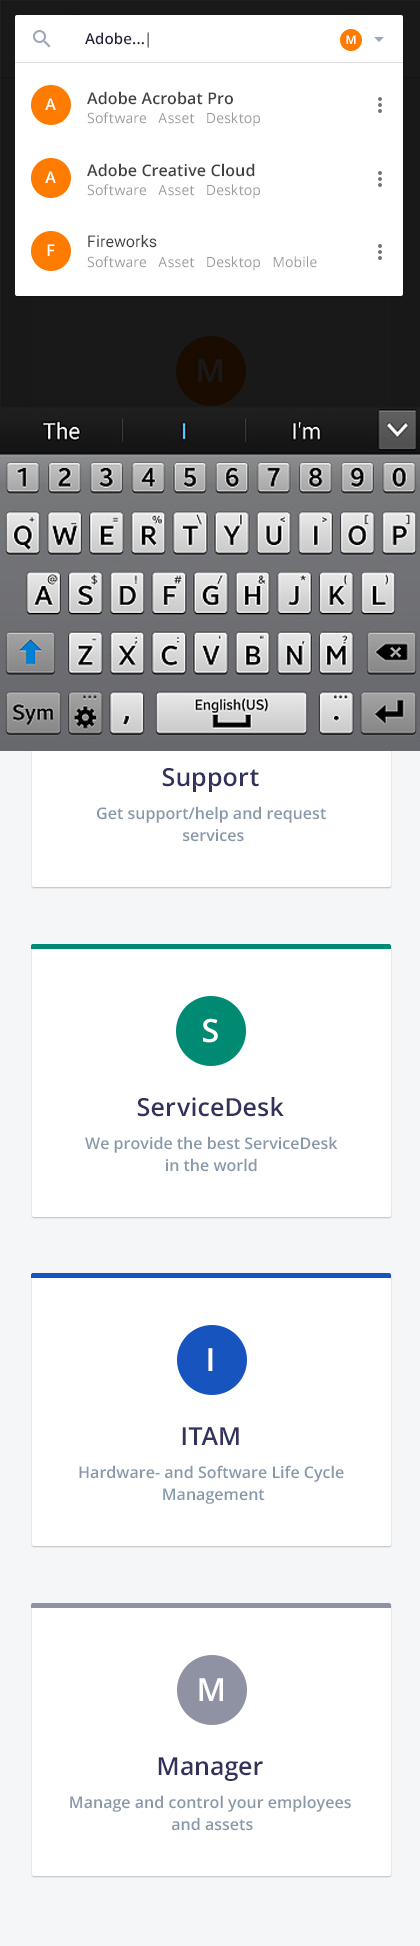 Adobe...|
M
A
Adobe Acrobat Pro
Software Asset Desktop
A
Adobe Creative Cloud
Software Asset Desktop
F
Fireworks
Software Asset Desktop Mobile
M
The I I'm
1 2 3 4 5 6 7 8 9 0
Q + W _ E = R % T \ Y | U < I > O [ P ]
A @ S $ D ! F # G / H & J * K ( L )
Z - X ; C : V ' B " N , M ?
Sym , English(US) .
Support
Get support/help and request
services
S
ServiceDesk
We provide the best ServiceDesk
in the world
I
ITAM
Hardware- and Software Life Cycle
Management
M
Manager
Manage and control your employees
and assets